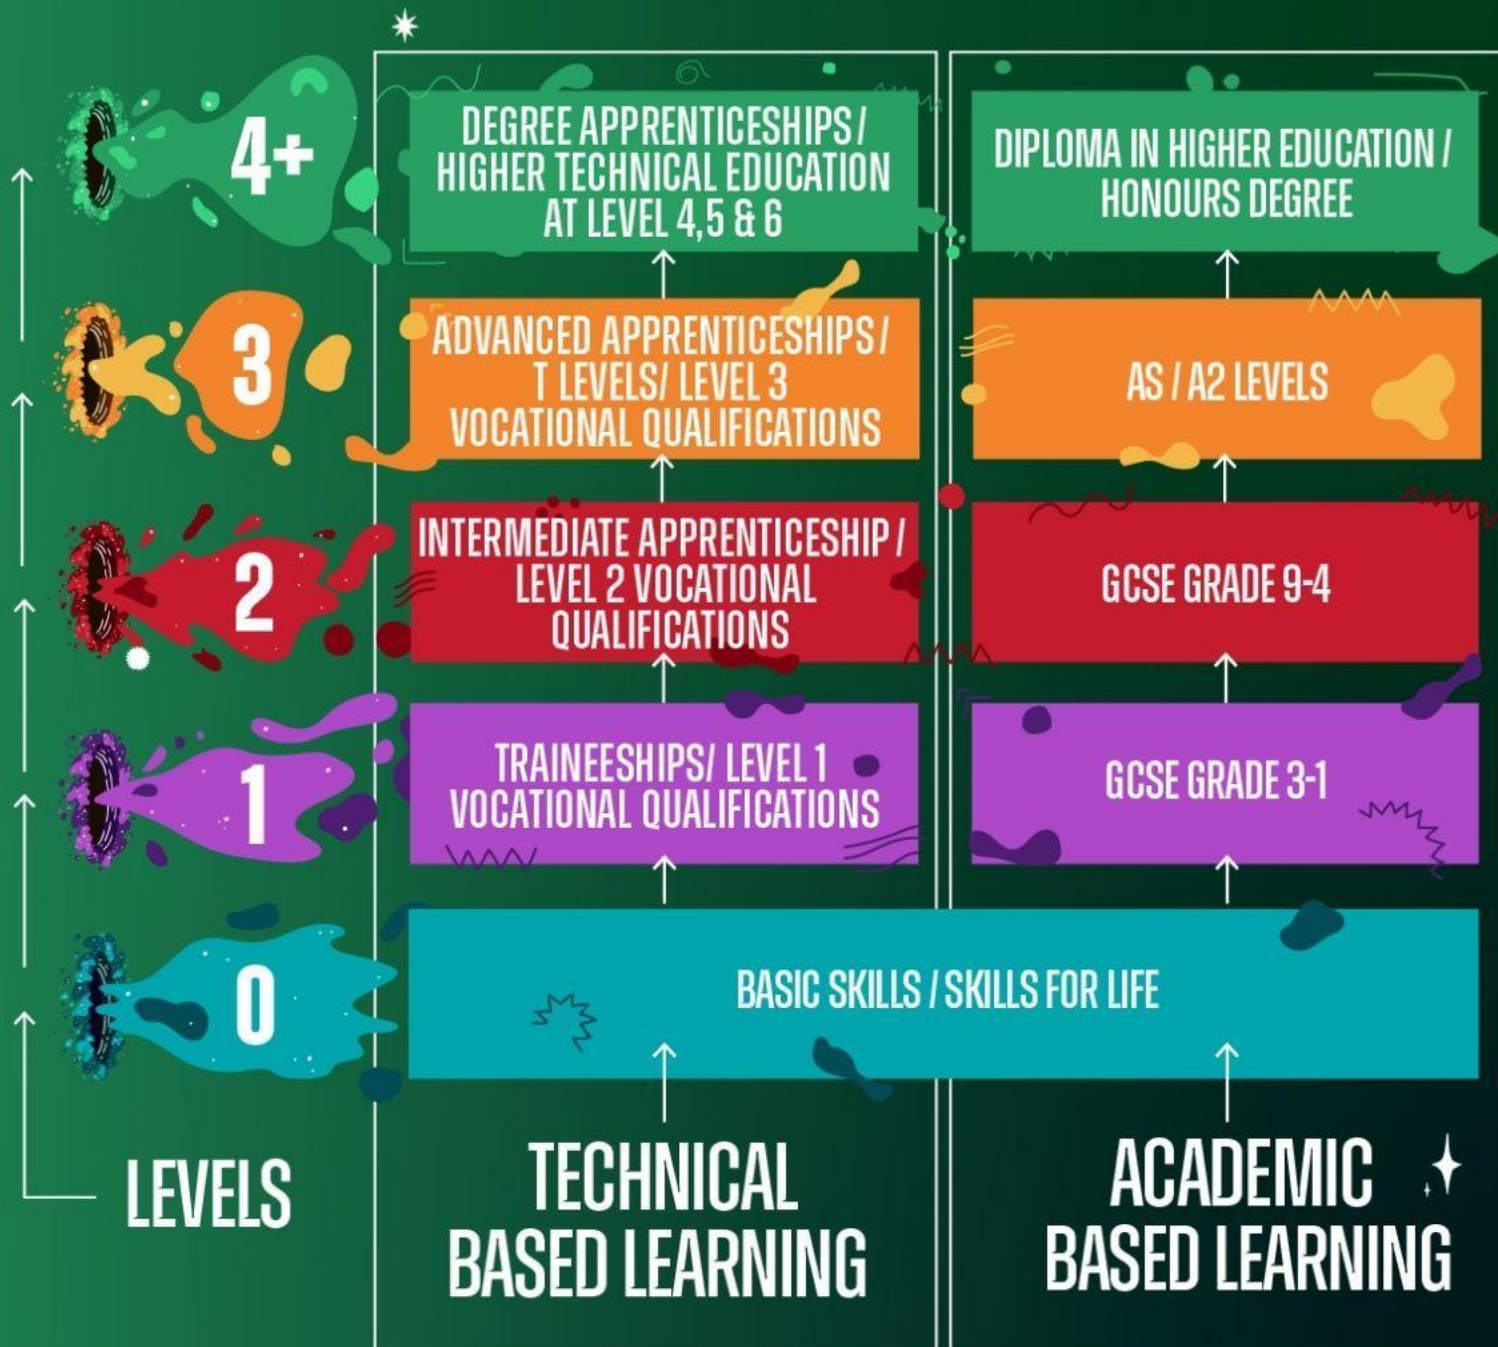 4+
DEGREE APPRENTICESHIPS /
HIGHER TECHNICAL EDUCATION
AT LEVEL 4,5 & 6
DIPLOMA IN HIGHER EDUCATION /
HONOURS DEGREE
3
ADVANCED APPRENTICESHIPS /
T LEVELS/ LEVEL 3
VOCATIONAL QUALIFICATIONS
AS / A2 LEVELS
2
INTERMEDIATE APPRENTICESHIP /
LEVEL 2 VOCATIONAL
QUALIFICATIONS
GCSE GRADE 9-4
1
TRAINEESHIPS/ LEVEL 1
VOCATIONAL QUALIFICATIONS
GCSE GRADE 3-1
0
BASIC SKILLS / SKILLS FOR LIFE
LEVELS
TECHNICAL
BASED LEARNING
ACADEMIC
BASED LEARNING